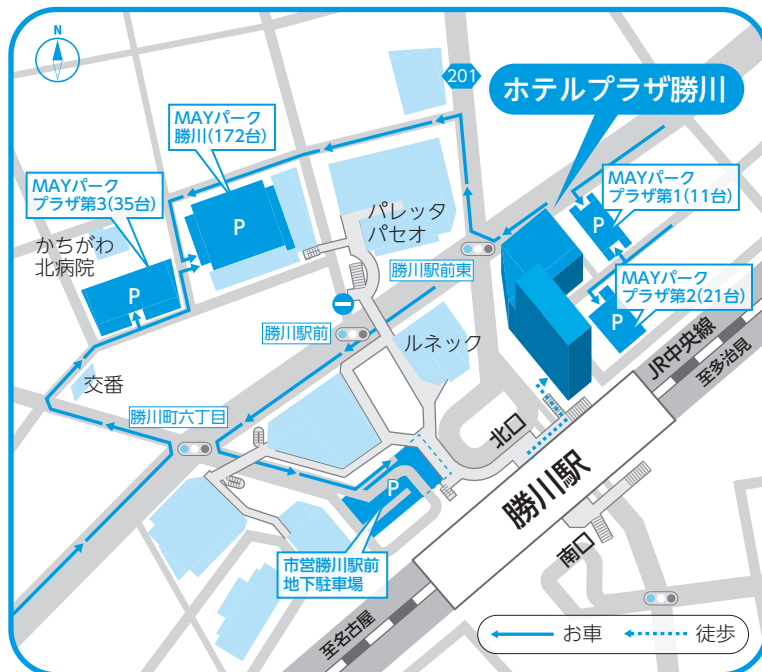 N
201
ホテルプラザ勝川
MAYパーク
勝川(172台)
MAYパーク
プラザ第3(35台)
MAYパーク
プラザ第1(11台)
P
P
P
かちがわ
北病院
パレッタ
パセオ
勝川駅前東
MAYパーク
プラザ第2(21台)
P
勝川駅前
ルネック
JR中央線
至多治見
交番
勝川町六丁目
北口
勝川駅
P
南口
市営勝川駅前
地下駐車場
至名古屋
お車
徒歩